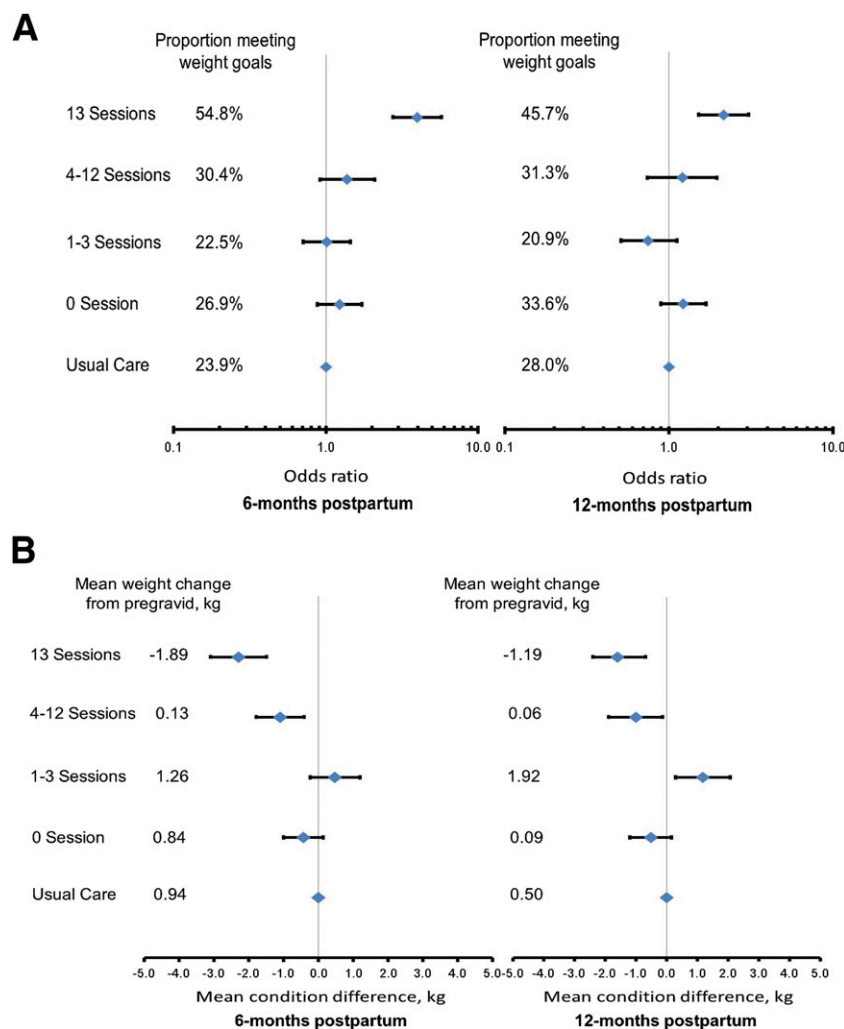 A
Proportion meeting
weight goals
Proportion meeting
weight goals
13 Sessions 54.8% 45.7%
4-12 Sessions 30.4% 31.3%
1-3 Sessions 22.5% 20.9%
0 Session 26.9% 33.6%
Usual Care 23.9% 28.0%
0.1 1.0 10.0 0.1 1.0 10.0
Odds ratio Odds ratio
6-months postpartum 12-months postpartum
B
Mean weight change
from pregravid, kg
Mean weight change
from pregravid, kg
13 Sessions -1.89 -1.19
4-12 Sessions 0.13 0.06
1-3 Sessions 1.26 1.92
0 Session 0.84 0.09
Usual Care 0.94 0.50
-5.0 -4.0 -3.0 -2.0 -1.0 0.0 1.0 2.0 3.0 4.0 5.0 -5.0 -4.0 -3.0 -2.0 -1.0 0.0 1.0 2.0 3.0 4.0 5.0
Mean condition difference, kg Mean condition difference, kg
6-months postpartum 12-months postpartum